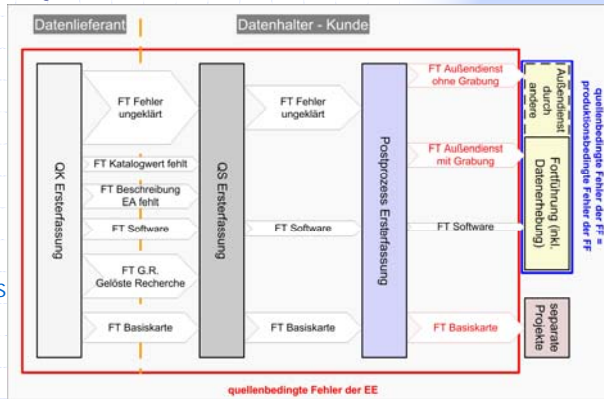 Datenlieferant
Datenhalter - Kunde
QK Ersterfassung
FT Fehler
ungeklärt
FT Katalogwert fehlt
FT Beschreibung
EA fehlt
FT Software
FT G.R.
Gelöste Recherche
FT Basiskarte
QS Ersterfassung
FT Fehler
ungeklärt
FT Software
FT Basiskarte
Postprozess Ersterfassung
FT Außendienst
ohne Grabung
FT Außendienst
mit Grabung
FT Software
FT Basiskarte
Außendienst
durch
andere
Fortführung (inkl.
Datenerhebung)
separate
Projekte
quellenbedingte Fehler der FF =
produktionsbedingte Fehler der FF
quellenbedingte Fehler der EE
s